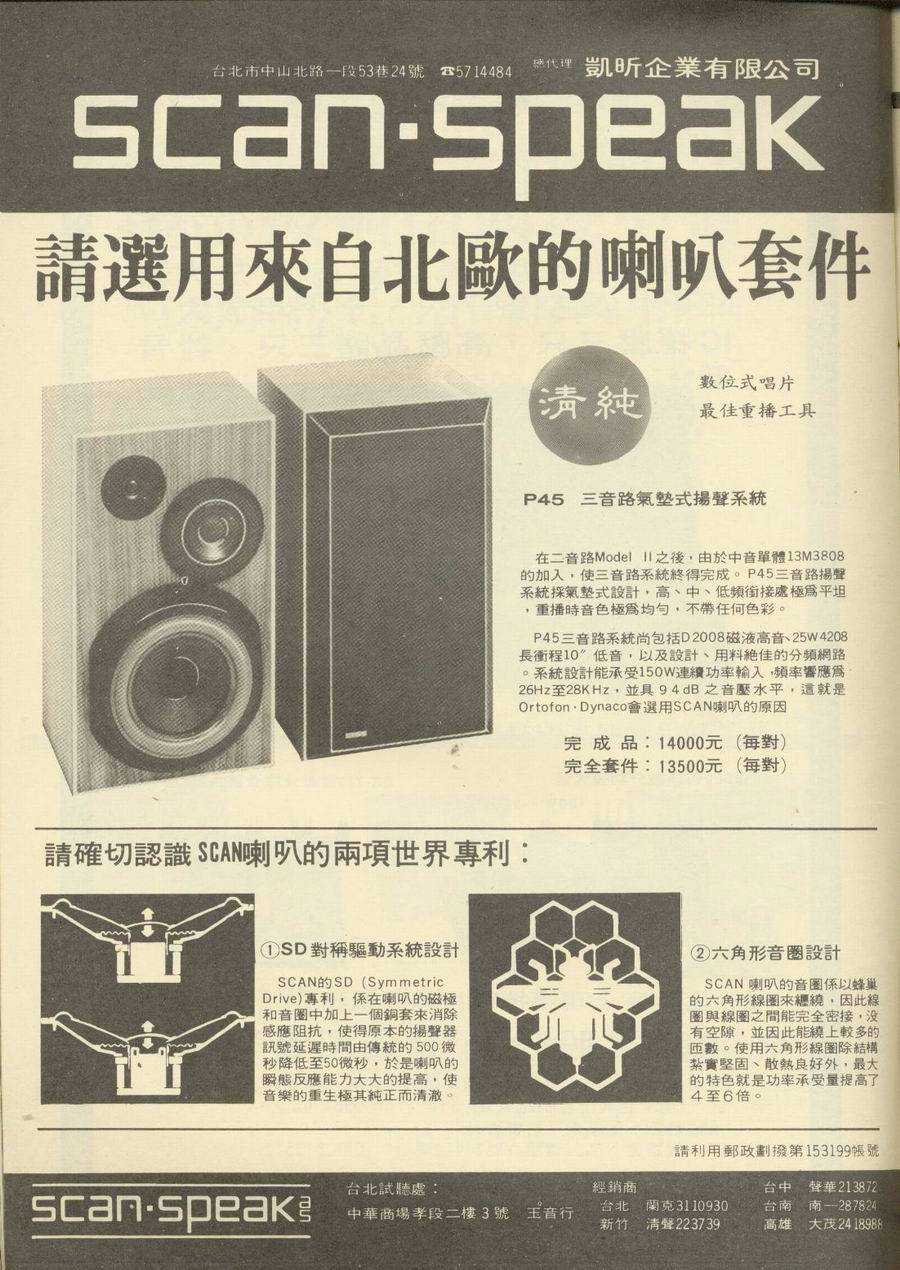 台北市中山北路一段53巷24號 ☎5714484 總代理 凱昕企業有限公司
scan·speak
請選用來自北歐的喇叭套件
清純
數位式唱片
最佳重播工具
P45 三音路氣墊式揚聲系統
在二音路Model II之後，由於中音單體13M3808
的加入，使三音路系統終得完成。P45三音路揚聲
系統採氣墊式設計，高、中、低頻銜接處極爲平坦
，重播時音色極爲均勻，不帶任何色彩。
P45三音路系統尚包括D2008磁液高音、25W4208
長衝程10″低音，以及設計、用料絶佳的分頻網路
。系統設計能承受150W連續功率輸入，頻率響應爲
26Hz至28KHz，並具94dB之音壓水平，這就是
Ortofon·Dynaco會選用SCAN喇叭的原因
完成品：14000元（每對）
完全套件：13500元（每對）
請確切認識SCAN喇叭的兩項世界專利：
①SD對稱驅動系統設計
SCAN的SD（Symmetric
Drive)專利，係在喇叭的磁極
和音圈中加上一個銅套來消除
感應阻抗，使得原本的揚聲器
訊號延遲時間由傳統的500微
秒降低至50微秒，於是喇叭的
瞬態反應能力大大的提高，使
音樂的重生極其純正而清澈。
②六角形音圈設計
SCAN喇叭的音圈係以蜂巢
的六角形線圈來纏繞，因此線
圈與線圈之間能完全密接，没
有空隙，並因此能繞上較多的
匝數。使用六角形線圈除結構
紮實堅固、散熱良好外，最大
的特色就是功率承受量提高了
4至6倍。
請利用郵政劃撥第153199帳號
scan·speak a/s
台北試聽處：
中華商場孝段二樓3號 玉音行
經銷商
台北 蘭克3110930
新竹 清聲223739
台中 聲華213872
台南 南一287824
高雄 大茂2418988